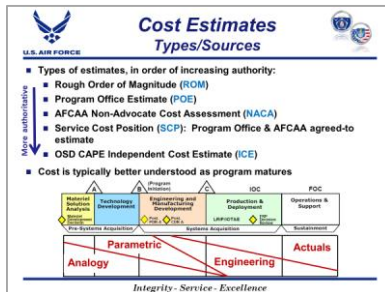 Cost Estimates
Types/Sources
U.S. AIR FORCE
Types of estimates, in order of increasing authority:
Rough Order of Magnitude (ROM)
Program Office Estimate (POE)
AFCAA Non-Advocate Cost Assessment (NACA)
Service Cost Position (SCP): Program Office & AFCAA agreed-to
estimate
OSD CAPE Independent Cost Estimate (ICE)
More authoritative
Cost is typically better understood as program matures
A
B
(Program
Initiation)
C
IOC
FOC
Material
Solution
Analysis
Technology
Development
Engineering and
Manufacturing
Development
Production &
Deployment
Operations &
Support
LRIP/IOT&E
Pre-Systems Acquisition
Systems Acquisition
Sustainment
Parametric
Actuals
Analogy
Engineering
Integrity - Service - Excellence